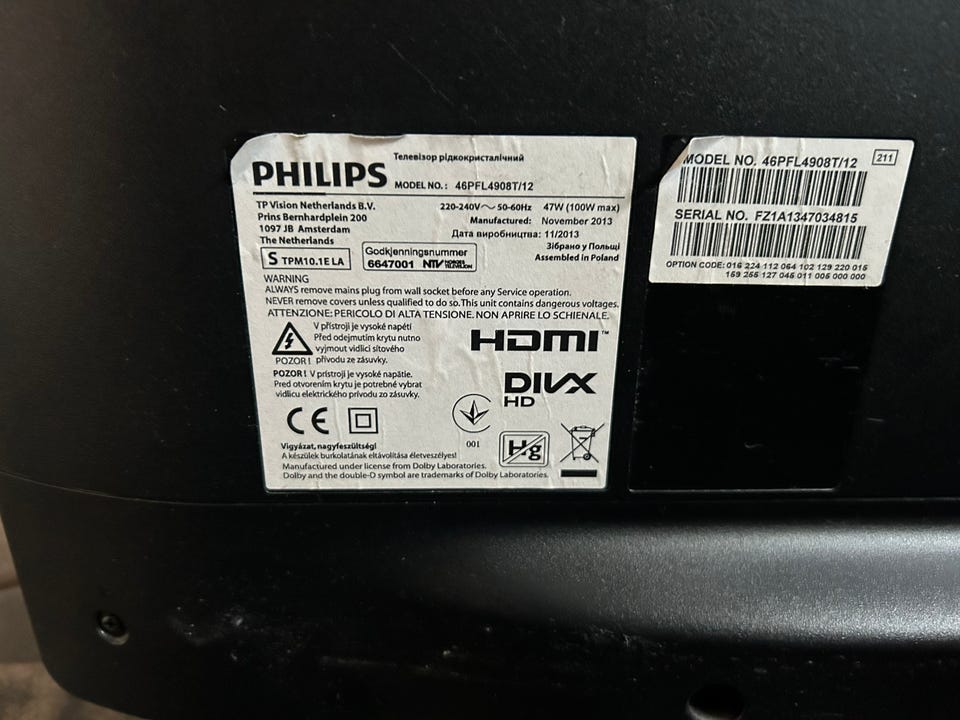 Телевізор рідкокристалічний
PHILIPS MODEL NO.: 46PFL4908T/12
TP Vision Netherlands B.V.
Prins Bernhardplein 200
1097 JB Amsterdam
The Netherlands
220-240V ~ 50-60Hz 47W (100W max)
Manufactured: November 2013
Дата виробництва: 11/2013
Зібрано у Польщі
Assembled in Poland
S TPM10.1E LA
Godkjenningsnummer
6647001 NTV
WARNING
ALWAYS remove mains plug from wall socket before any Service operation.
NEVER remove covers unless qualified to do so.This unit contains dangerous voltages.
ATTENZIONE: PERICOLO DI ALTA TENSIONE. NON APRIRE LO SCHIENALE.
V přístroji je vysoké napětí
Před odejmutím krytu nutno
vyjmout vidlici síťového
POZOR! přívodu ze zásuvky.
HDMI™
POZOR! V prístroji je vysoké napätie.
Pred otvorením krytu je potrebné vybrat
vidlicu elektrického prívodu zo zásuvky.
DIVX
HD
CE
001
Hg
Vigyázat, nagyfeszültség!
A készülek burkolatának eltávolítása életveszélyes!
Manufactured under license from Dolby Laboratories.
Dolby and the double-D symbol are trademarks of Dolby Laboratories.
MODEL NO. 46PFL4908T/12 211
SERIAL NO. FZ1A1347034815
OPTION CODE: 016 224 112 064 102 129 220 015
159 255 127 045 011 005 000 000